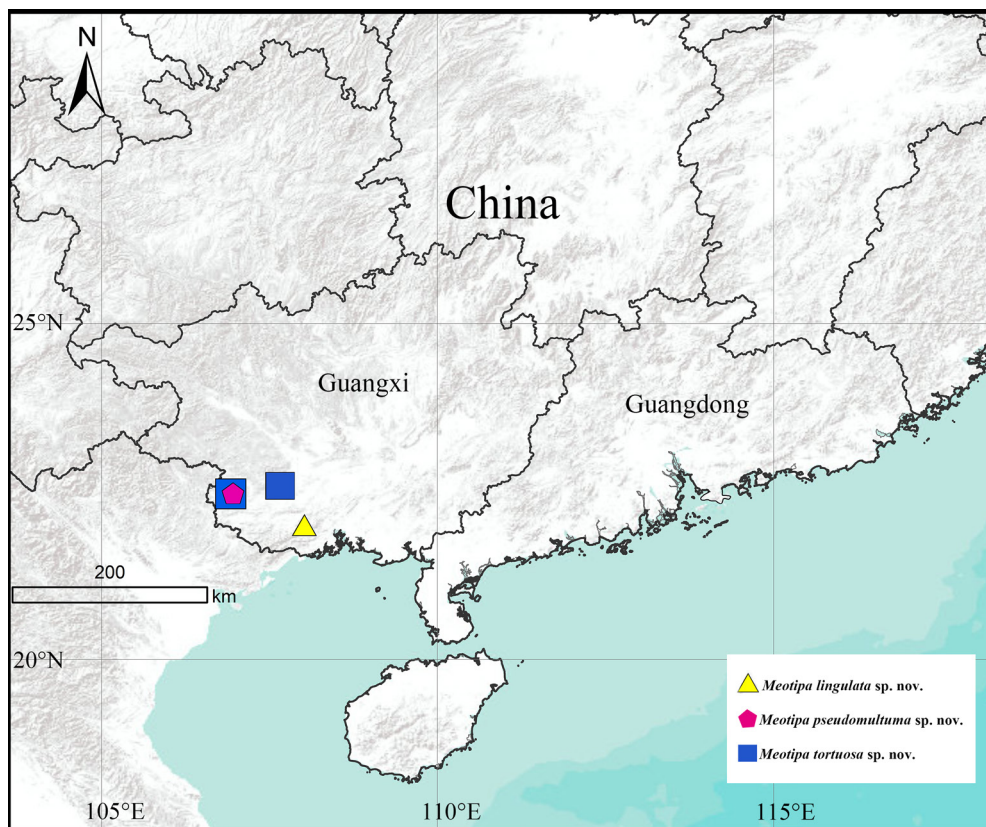 N
China
25°N
Guangxi
Guangdong
200
km
20°N
Meotipa lingulata sp. nov.
Meotipa pseudomultuma sp. nov.
Meotipa tortuosa sp. nov.
105°E
110°E
115°E